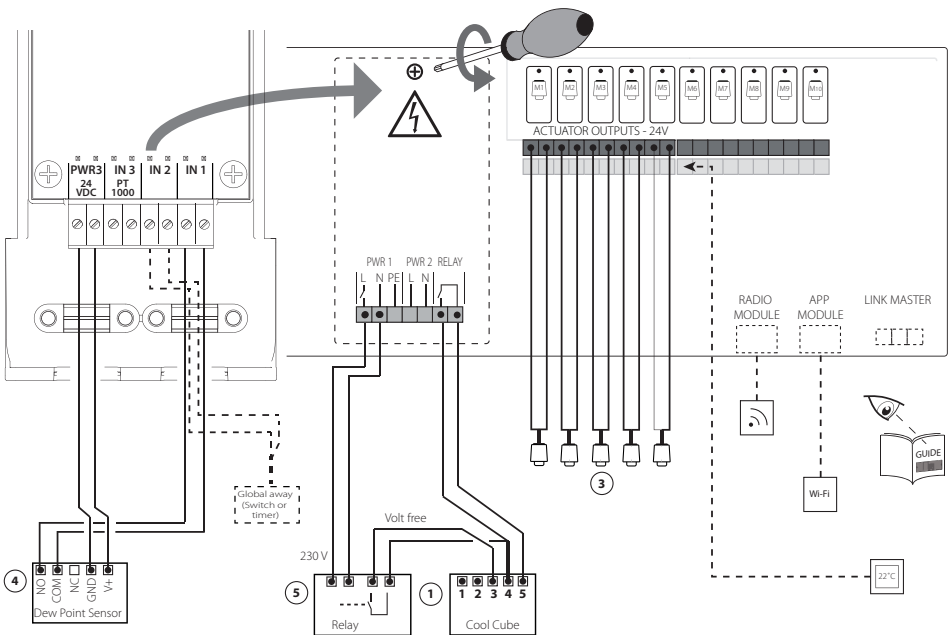 M1 M2 M3 M4 M5 M6 M7 M8 M9 M10
ACTUATOR OUTPUTS - 24V
PWR3 IN 3 IN 2 IN 1
24 VDC
PT 1000
PWR 1 PWR 2 RELAY
L N PE L N
RADIO MODULE
APP MODULE
LINK MASTER
GUIDE
Wi-Fi
22°C
3
Global away
(Switch or
timer)
Volt free
230 V
4
NO COM NC GND V+
Dew Point Sensor
5
Relay
1
1 2 3 4 5
Cool Cube